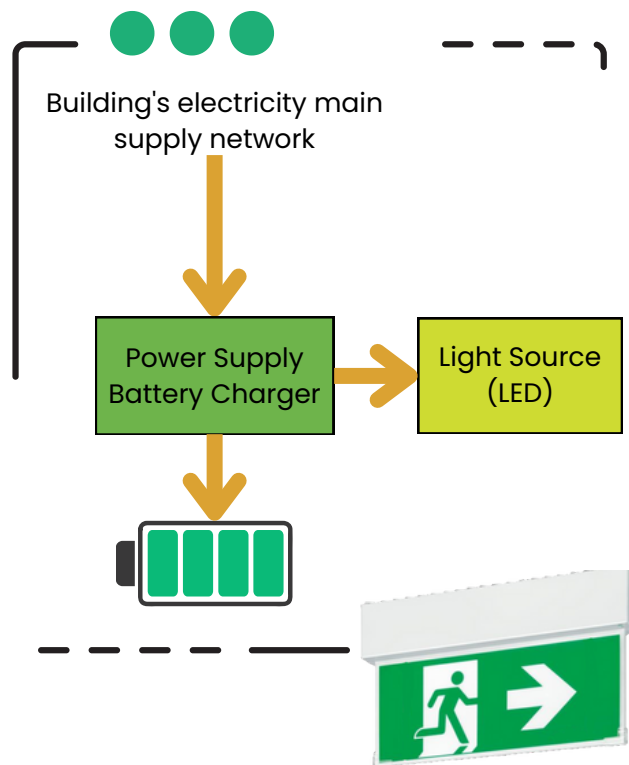 Building's electricity main
supply network
Power Supply
Battery Charger
Light Source
(LED)